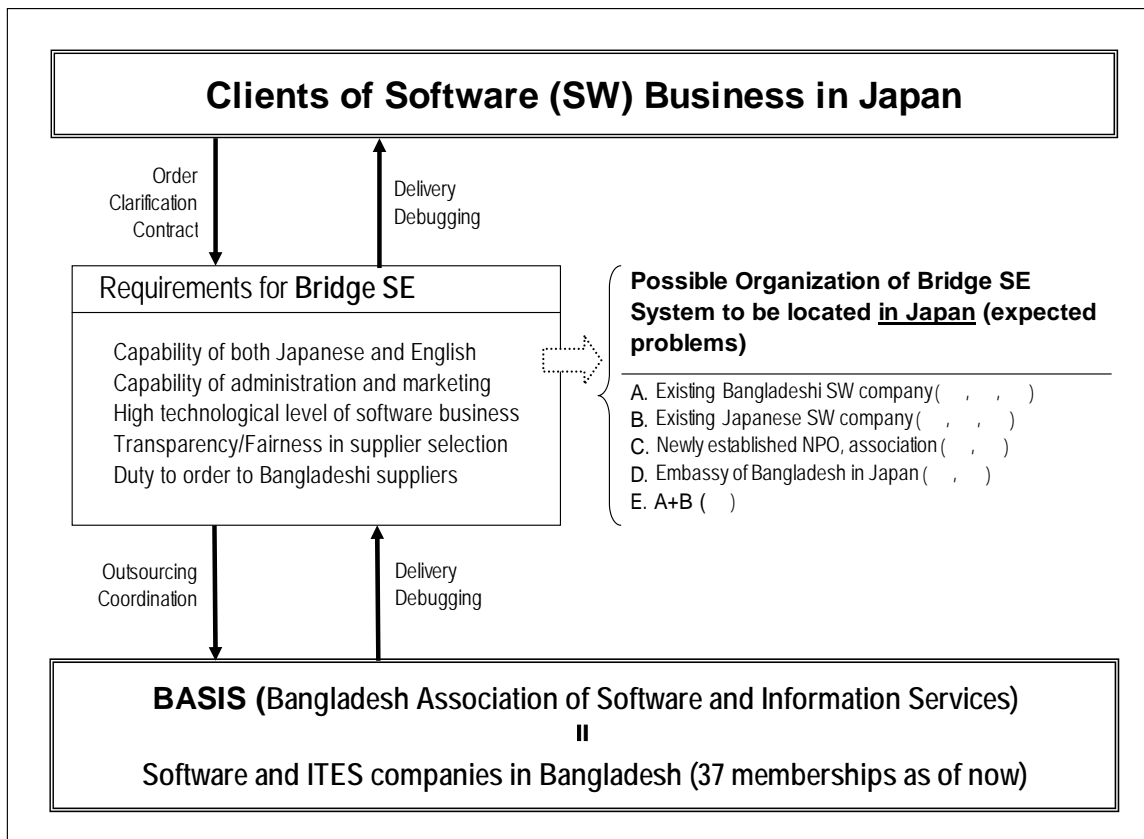 Clients of Software (SW) Business in Japan
Order
Clarification
Contract
Delivery
Debugging
Requirements for Bridge SE
Capability of both Japanese and English
Capability of administration and marketing
High technological level of software business
Transparency/Fairness in supplier selection
Duty to order to Bangladeshi suppliers
Possible Organization of Bridge SE
System to be located in Japan (expected
problems)
A. Existing Bangladeshi SW company ( , , )
B. Existing Japanese SW company ( , , )
C. Newly established NPO, association ( , )
D. Embassy of Bangladesh in Japan ( , )
E. A+B ( )
Outsourcing
Coordination
Delivery
Debugging
BASIS (Bangladesh Association of Software and Information Services)
=
Software and ITES companies in Bangladesh (37 memberships as of now)